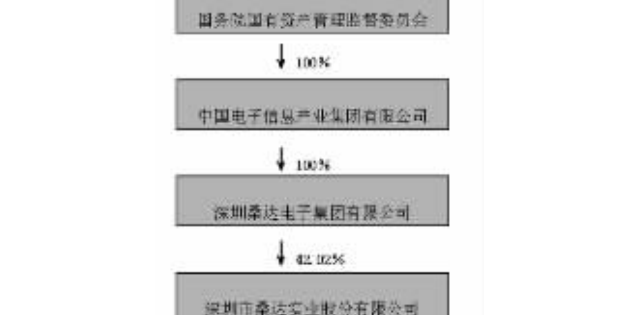 国务院国有资产管理监督委员会
100%
中国电子信息产业集团有限公司
100%
深圳桑达电子集团有限公司
42.02%
深圳市桑达实业股份有限公司